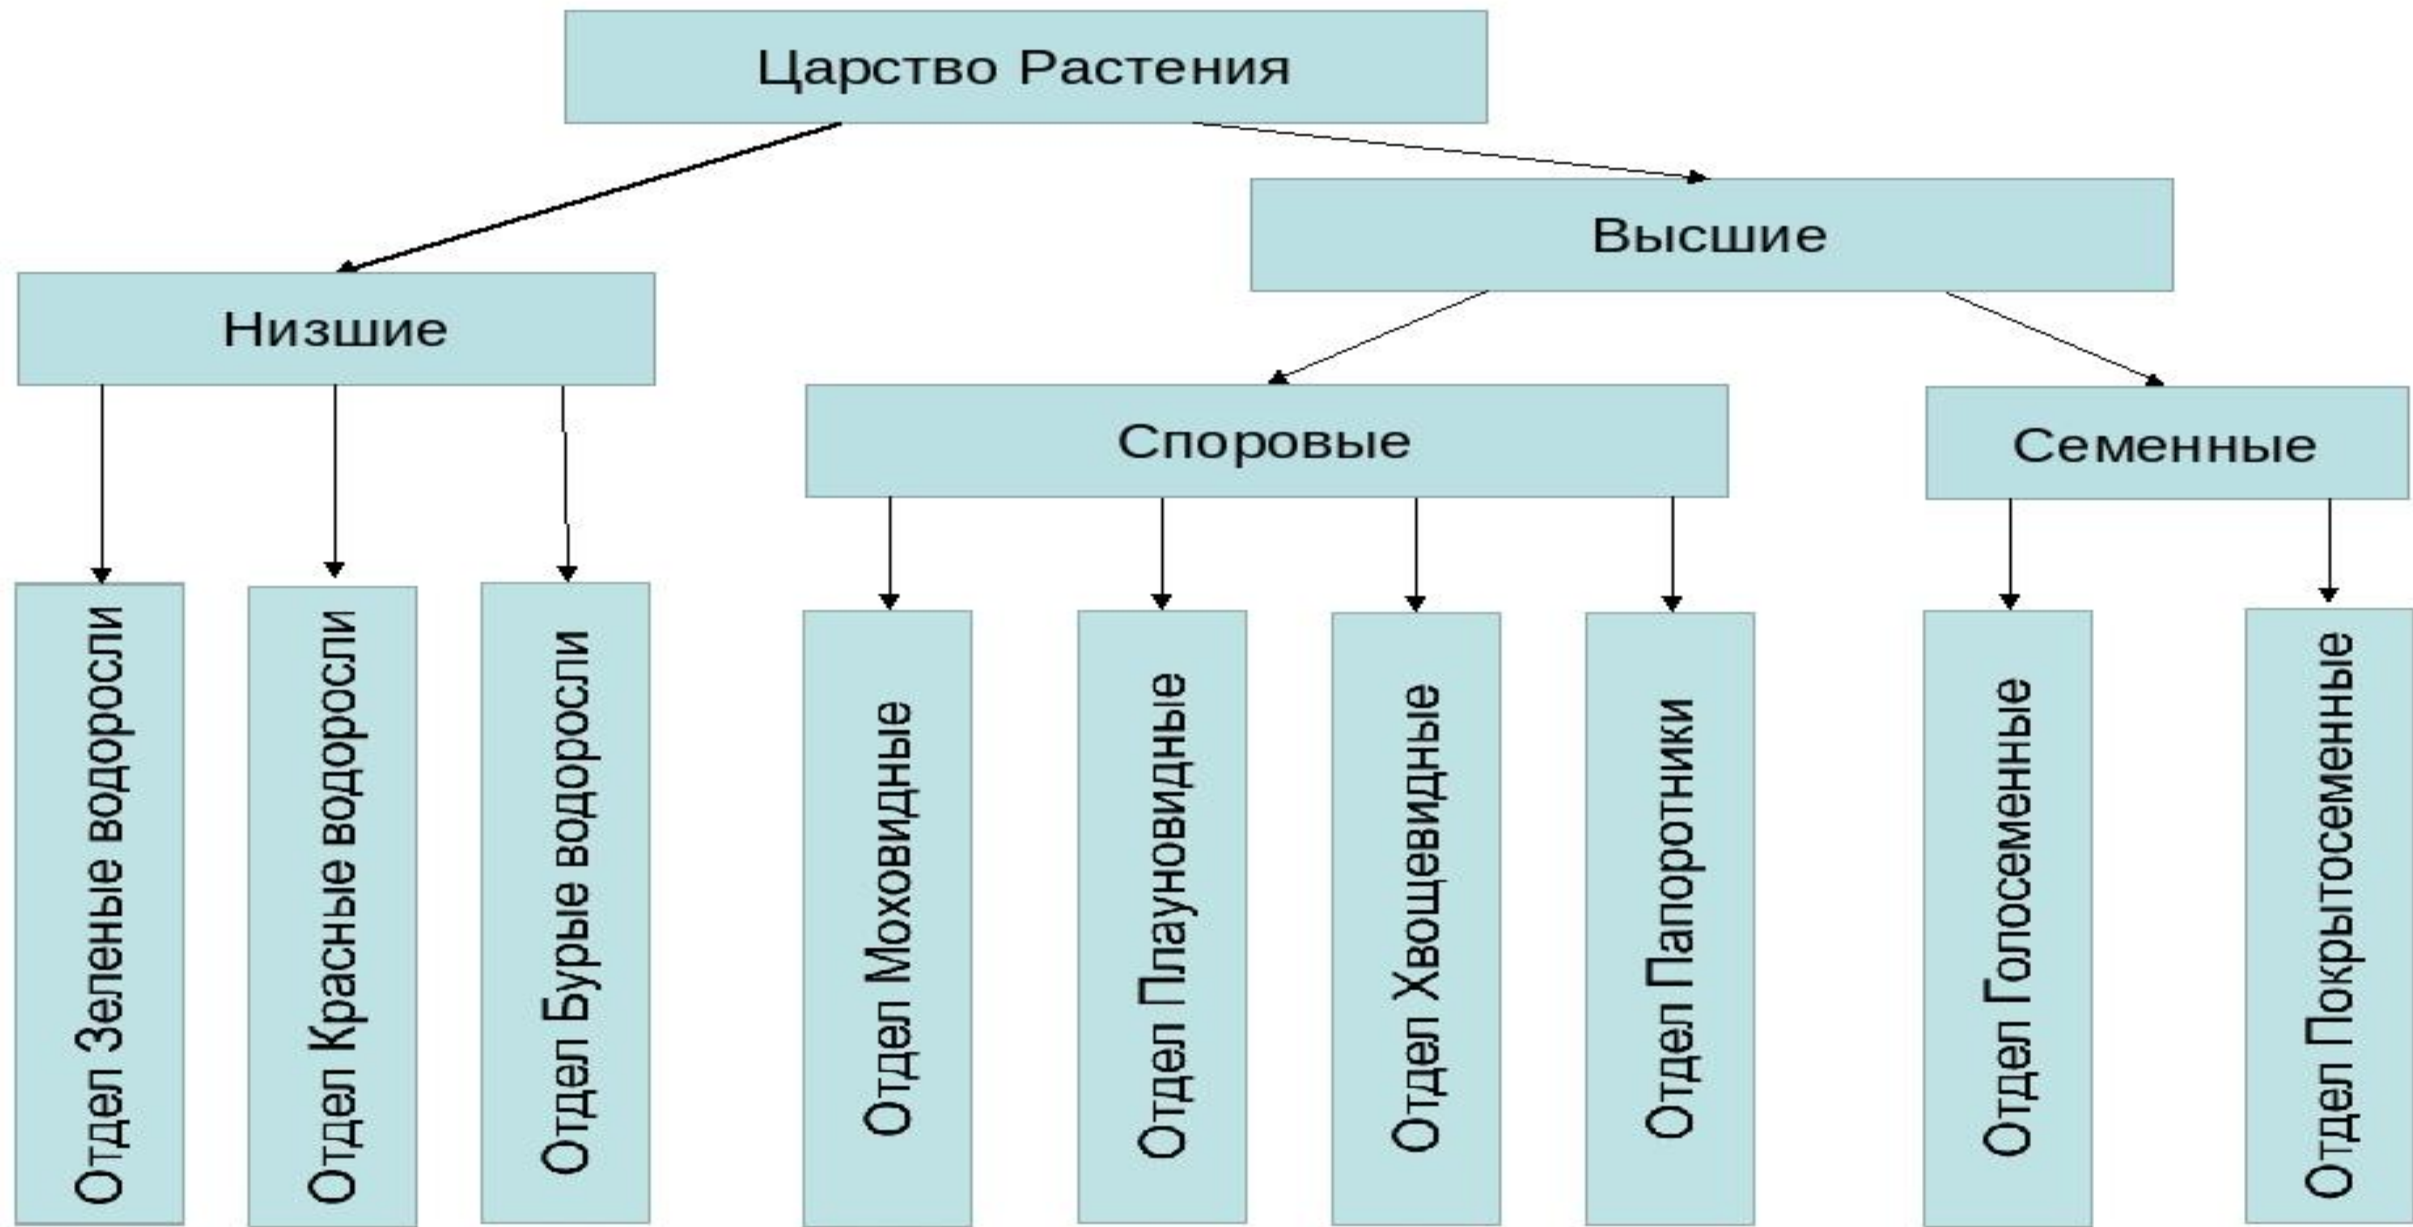 Царство Растения
Высшие
Низшие
Споровые
Семенные
Отдел Зеленые водоросли
Отдел Красные водоросли
Отдел Бурые водоросли
Отдел Моховидные
Отдел Плауновидные
Отдел Хвощевидные
Отдел Папоротники
Отдел Голосеменные
Отдел Покрытосеменные